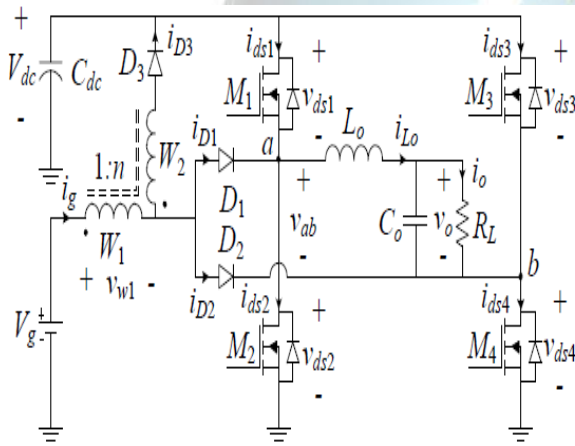 + i_D3 i_ds1 + i_ds3 +
V_dc C_dc D_3
M_1 v_ds1 M_3 v_ds3
- - -
L_o
i_D1 a i_Lo
1:n W_2 i_o
i_g D_1 + +
W_1 D_2 v_ab C_o v_o R_L
+ v_w1 - - - b
i_D2 i_ds2 + i_ds4 +
V_g
M_2 v_ds2 M_4 v_ds4
- -